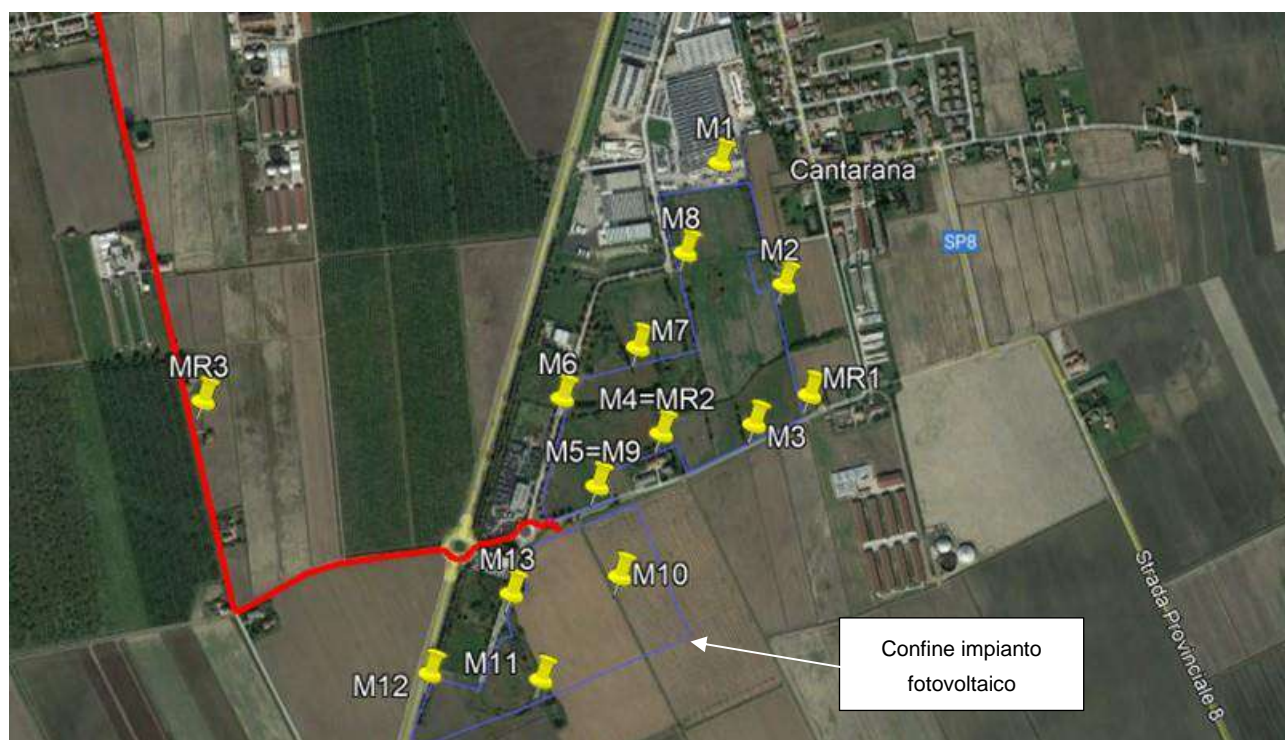 M1
Cantarana
M8
M2
SP8
M7
M6
MR3
MR1
M4=MR2
M3
M5=M9
M13
M10
M11
M12
Confine impianto
fotovoltaico
Strada Provinciale 8